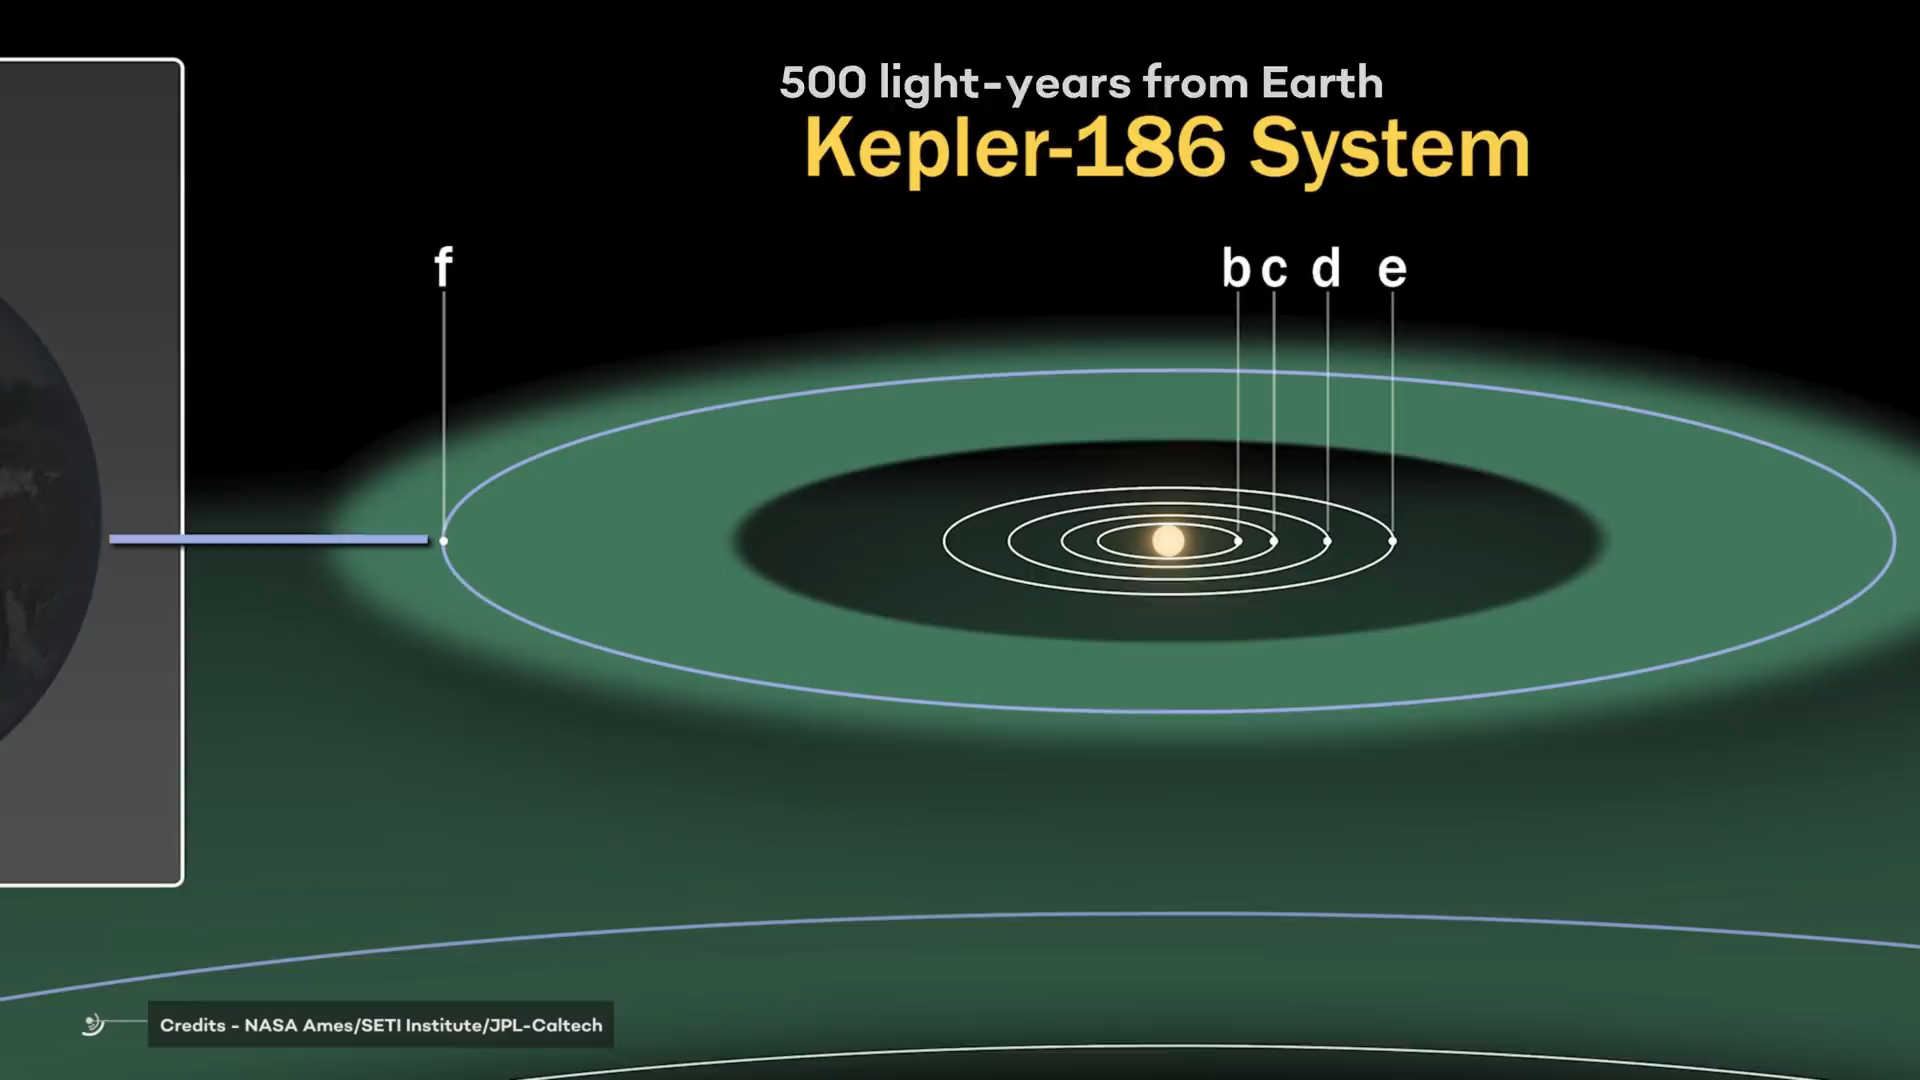 500 light-years from Earth
Kepler-186 System
f b c d e
Credits - NASA Ames/SETI Institute/JPL-Caltech